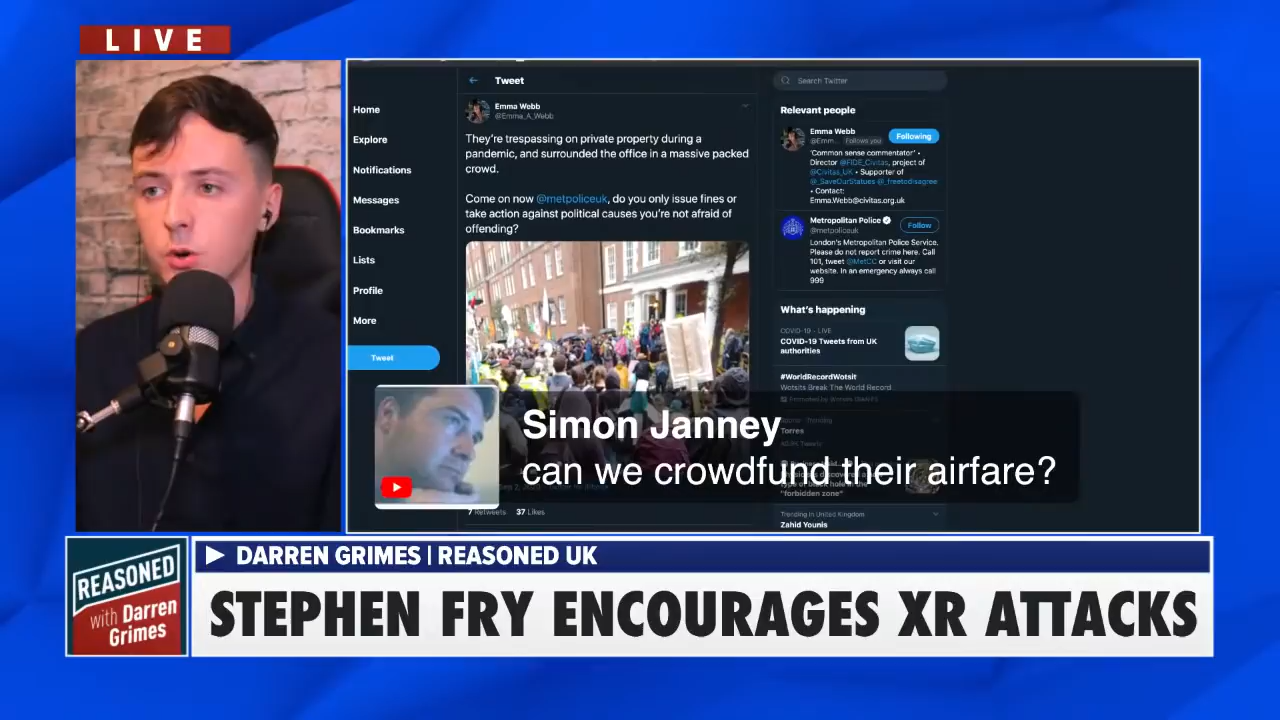 LIVE
Home
Explore
Notifications
Messages
Bookmarks
Lists
Profile
More
Tweet
Tweet
Emma Webb
@Emma_A_Webb
They're trespassing on private property during a
pandemic, and surrounded the office in a massive packed
crowd.
Come on now @metpoliceuk, do you only issue fines or
take action against political causes you're not afraid of
offending?
7 Retweets 37 Likes
Search Twitter
Relevant people
Emma Webb
@Emm... Follows you
Following
'Common sense commentator' •
Director @FIDE_Civitas, project of
@Civitas_UK • Supporter of
@_SaveOurStatues @_freetodisagree
• Contact:
Emma.Webb@civitas.org.uk
Metropolitan Police
@metpoliceuk
Follow
London's Metropolitan Police Service.
Please do not report crime here. Call
101, tweet @MetCC or visit our
website. In an emergency always call
999
What's happening
COVID-19 · LIVE
COVID-19 Tweets from UK
authorities
#WorldRecordWotsit
Wotsits Break The World Record
Torres
"forbidden zone"
Trending in United Kingdom
Zahid Younis
Simon Janney
can we crowdfund their airfare?
REASONED
with Darren
Grimes
DARREN GRIMES | REASONED UK
STEPHEN FRY ENCOURAGES XR ATTACKS